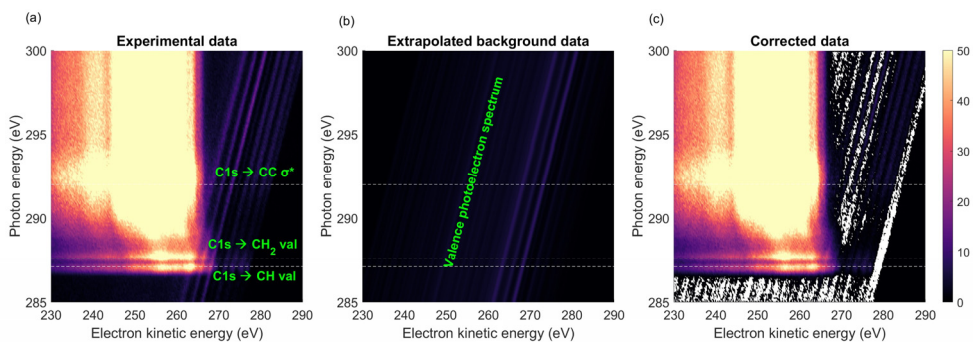 (a)
Experimental data
300
295
290
285
Photon energy (eV)
C1s → CC σ*
C1s → CH2 val
C1s → CH val
230 240 250 260 270 280 290
Electron kinetic energy (eV)
(b)
Extrapolated background data
300
295
290
285
Photon energy (eV)
Valence photoelectron spectrum
230 240 250 260 270 280 290
Electron kinetic energy (eV)
(c)
Corrected data
300
295
290
285
Photon energy (eV)
230 240 250 260 270 280 290
Electron kinetic energy (eV)
50
40
30
20
10
0